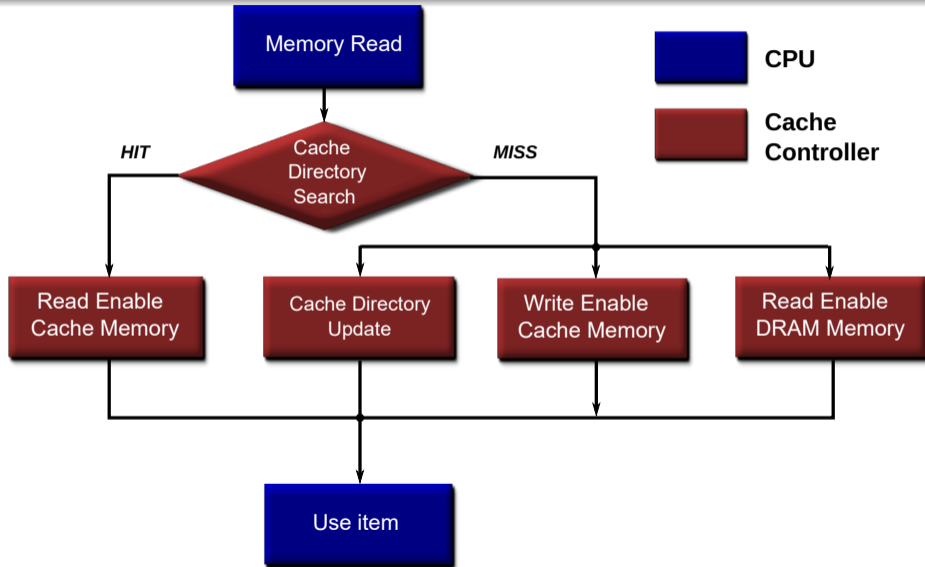 Memory Read
CPU
Cache
Controller
HIT
Cache
Directory
Search
MISS
Read Enable
Cache Memory
Cache Directory
Update
Write Enable
Cache Memory
Read Enable
DRAM Memory
Use item